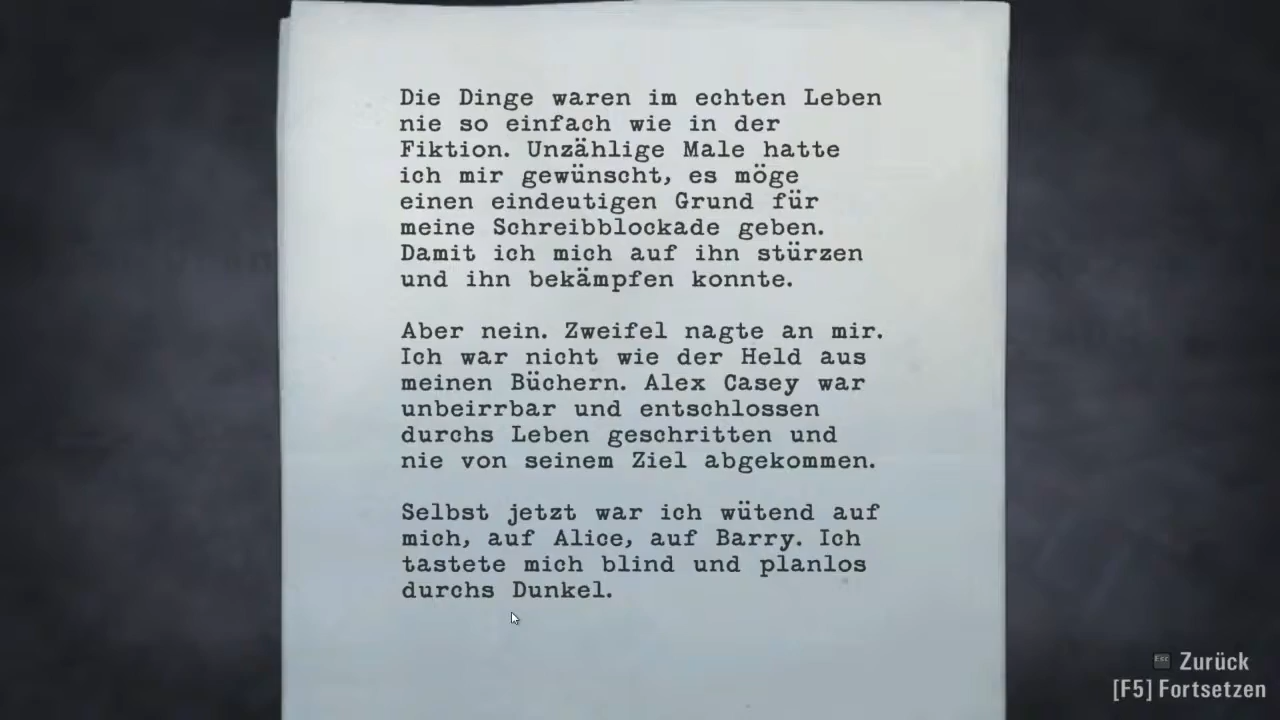 Die Dinge waren im echten Leben
nie so einfach wie in der
Fiktion. Unzählige Male hatte
ich mir gewünscht, es möge
einen eindeutigen Grund für
meine Schreibblockade geben.
Damit ich mich auf ihn stürzen
und ihn bekämpfen konnte.
Aber nein. Zweifel nagte an mir.
Ich war nicht wie der Held aus
meinen Büchern. Alex Casey war
unbeirrbar und entschlossen
durchs Leben geschritten und
nie von seinem Ziel abgekommen.
Selbst jetzt war ich wütend auf
mich, auf Alice, auf Barry. Ich
tastete mich blind und planlos
durchs Dunkel.
Esc Zurück
[F5] Fortsetzen